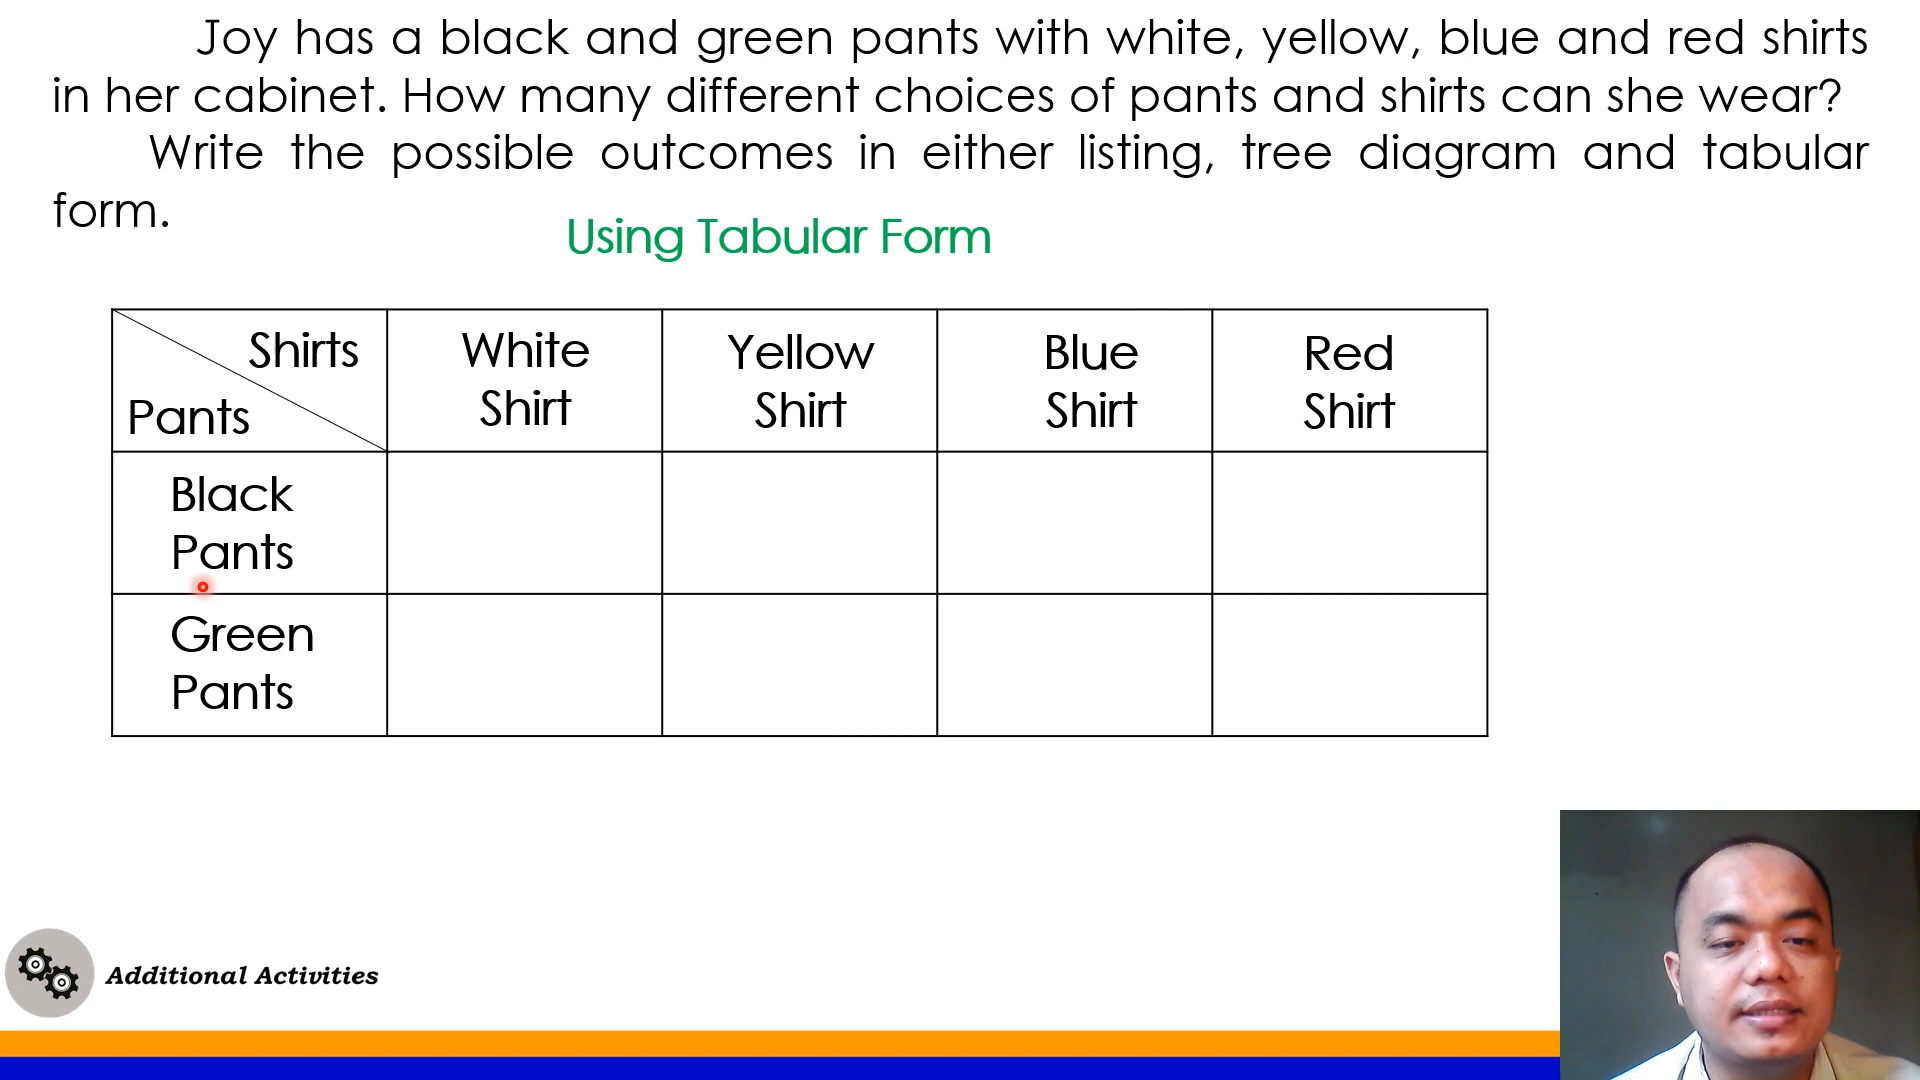 Joy has a black and green pants with white, yellow, blue and red shirts
in her cabinet. How many different choices of pants and shirts can she wear?
Write the possible outcomes in either listing, tree diagram and tabular
form.
Using Tabular Form
Shirts
Pants
White
Shirt
Yellow
Shirt
Blue
Shirt
Red
Shirt
Black
Pants
Green
Pants
Additional Activities